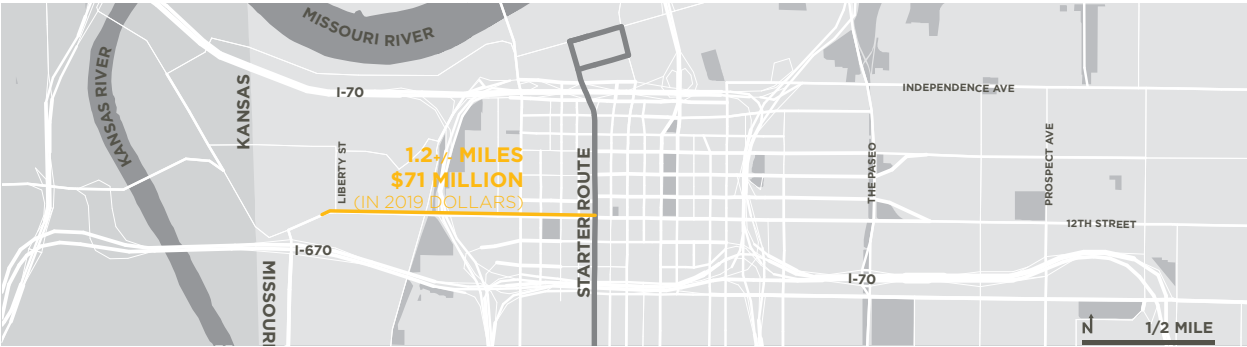 MISSOURI RIVER
KANSAS RIVER
KANSAS
I-70
INDEPENDENCE AVE
LIBERTY ST
1.2+/- MILES
$71 MILLION
(IN 2019 DOLLARS)
STARTER ROUTE
THE PASEO
PROSPECT AVE
12TH STREET
I-670
MISSOURI
I-70
N
1/2 MILE